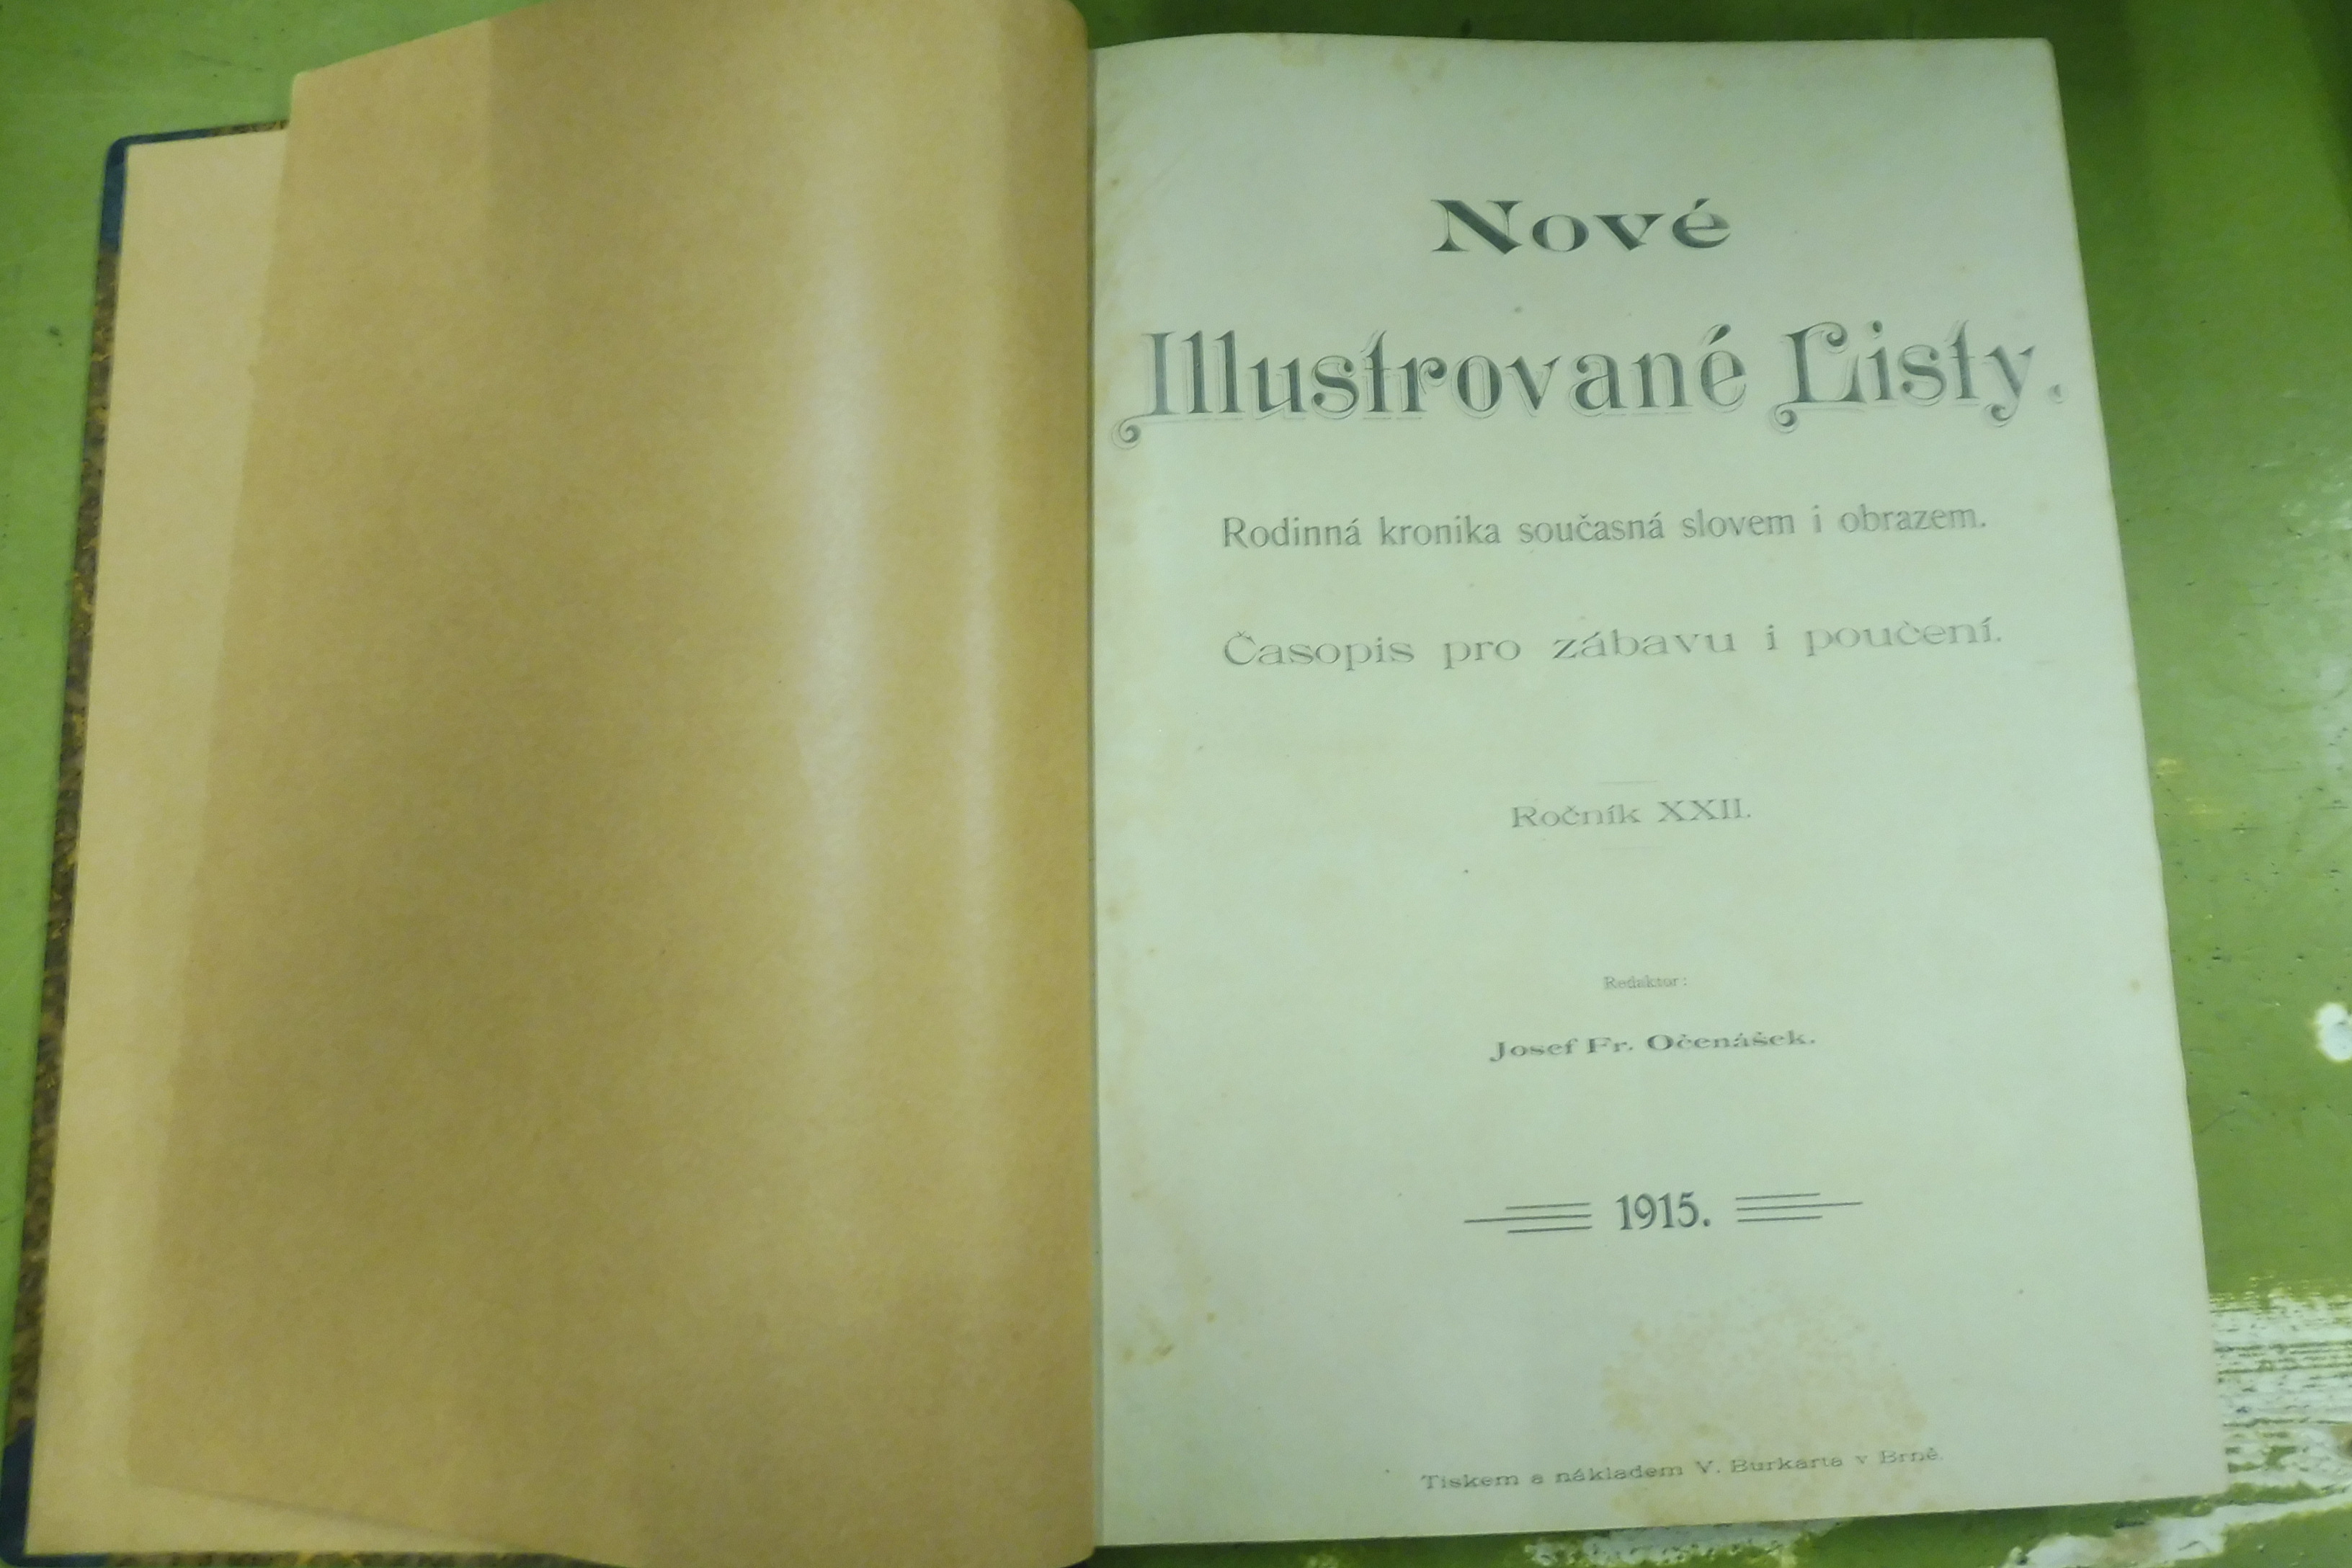 Nové
Illustrované Listy.
Rodinná kronika současná slovem i obrazem.
Časopis pro zábavu i poučení.
Ročník XXII.
Redaktor:
Josef Fr. Očenášek.
1915.
Tiskem a nákladem V. Burkarta v Brně.